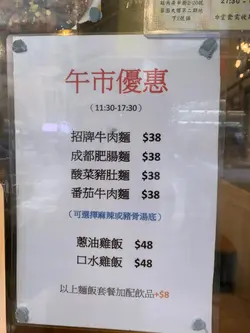 午市優惠
(11:30-17:30)
招牌牛肉麵 $38
成都肥腸麵 $38
酸菜豬肚麵 $38
番茄牛肉麵 $38
(可選擇麻辣或豬骨湯底)
蔥油雞飯 $48
口水雞飯 $48
以上麵飯套餐加配飲品+$8